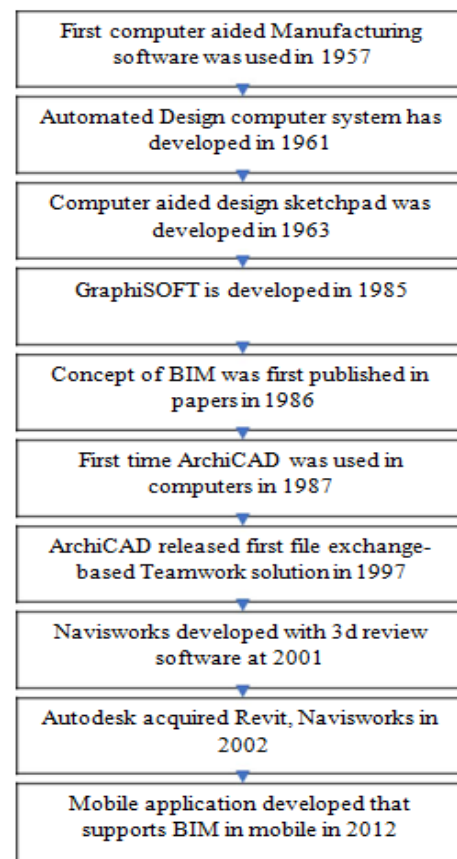 First computer aided Manufacturing
software was used in 1957
Automated Design computer system has
developed in 1961
Computer aided design sketchpad was
developed in 1963
GraphiSOFT is developed in 1985
Concept of BIM was first published in
papers in 1986
First time ArchiCAD was used in
computers in 1987
ArchiCAD released first file exchange-
based Teamwork solution in 1997
Navisworks developed with 3d review
software at 2001
Autodesk acquired Revit, Navisworks in
2002
Mobile application developed that
supports BIM in mobile in 2012